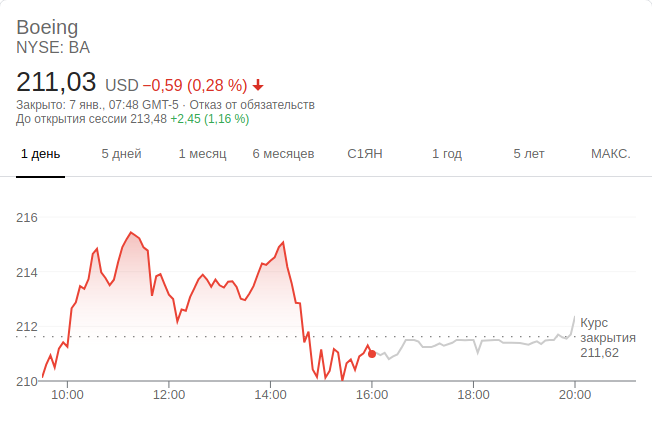 Boeing
NYSE: BA
211,03 USD −0,59 (0,28 %)
Закрыто: 7 янв., 07:48 GMT-5 · Отказ от обязательств
До открытия сессии 213,48 +2,45 (1,16 %)
1 день 5 дней 1 месяц 6 месяцев С1ЯН 1 год 5 лет МАКС.
216
214
212
Курс
закрытия
211,62
210
10:00 12:00 14:00 16:00 18:00 20:00